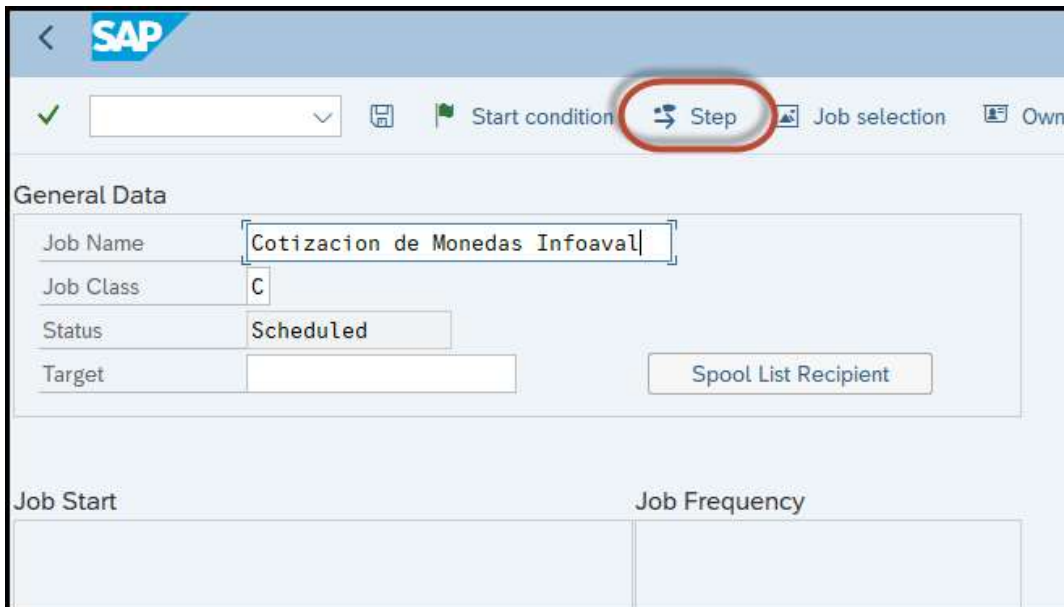 SAP
Start condition Step Job selection Own
General Data
Job Name Cotizacion de Monedas Infoaval
Job Class C
Status Scheduled
Target Spool List Recipient
Job Start Job Frequency